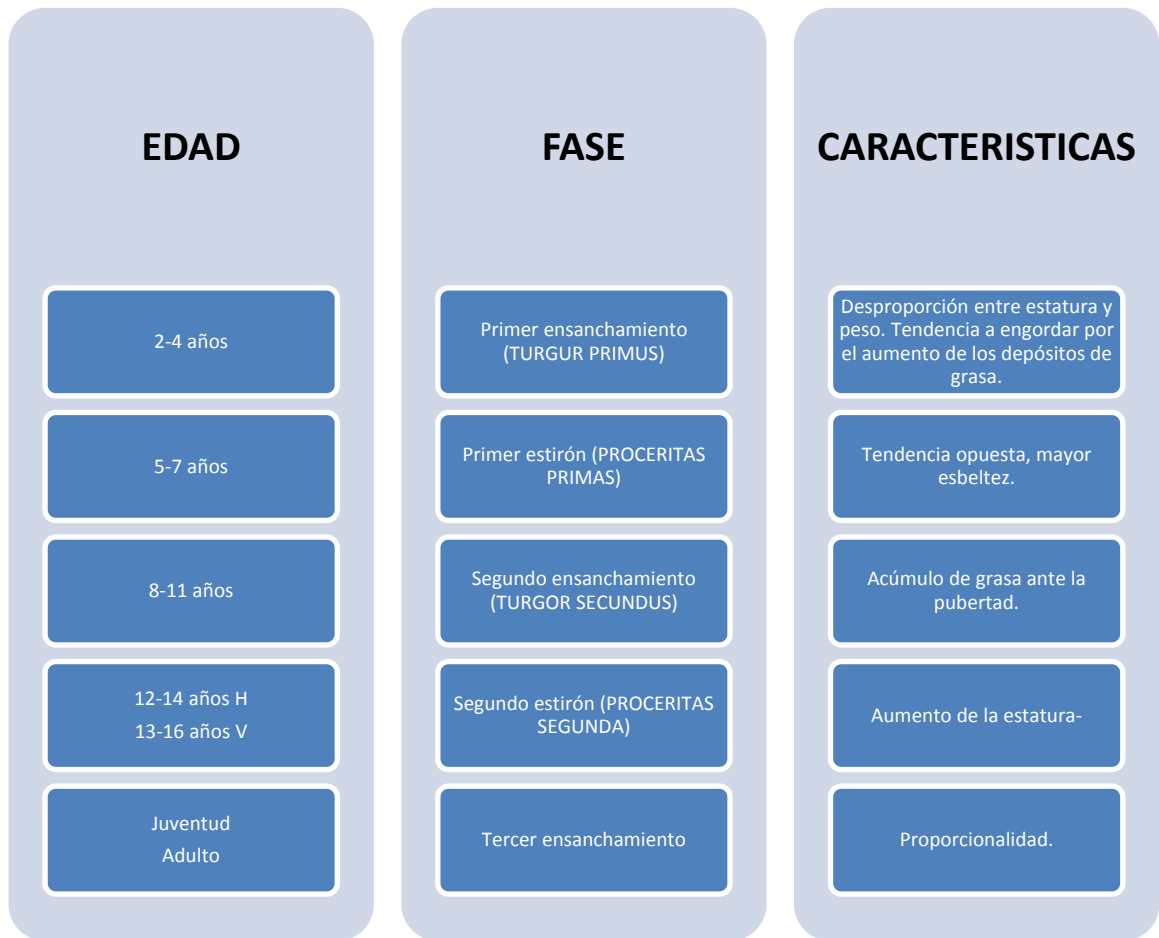 EDAD
FASE
CARACTERISTICAS
2-4 años
Primer ensanchamiento
(TURGUR PRIMUS)
Desproporción entre estatura y
peso. Tendencia a engordar por
el aumento de los depósitos de
grasa.
5-7 años
Primer estirón (PROCERITAS
PRIMAS)
Tendencia opuesta, mayor
esbeltez.
8-11 años
Segundo ensanchamiento
(TURGOR SECUNDUS)
Acúmulo de grasa ante la
pubertad.
12-14 años H
13-16 años V
Segundo estirón (PROCERITAS
SEGUNDA)
Aumento de la estatura-
Juventud
Adulto
Tercer ensanchamiento
Proporcionalidad.